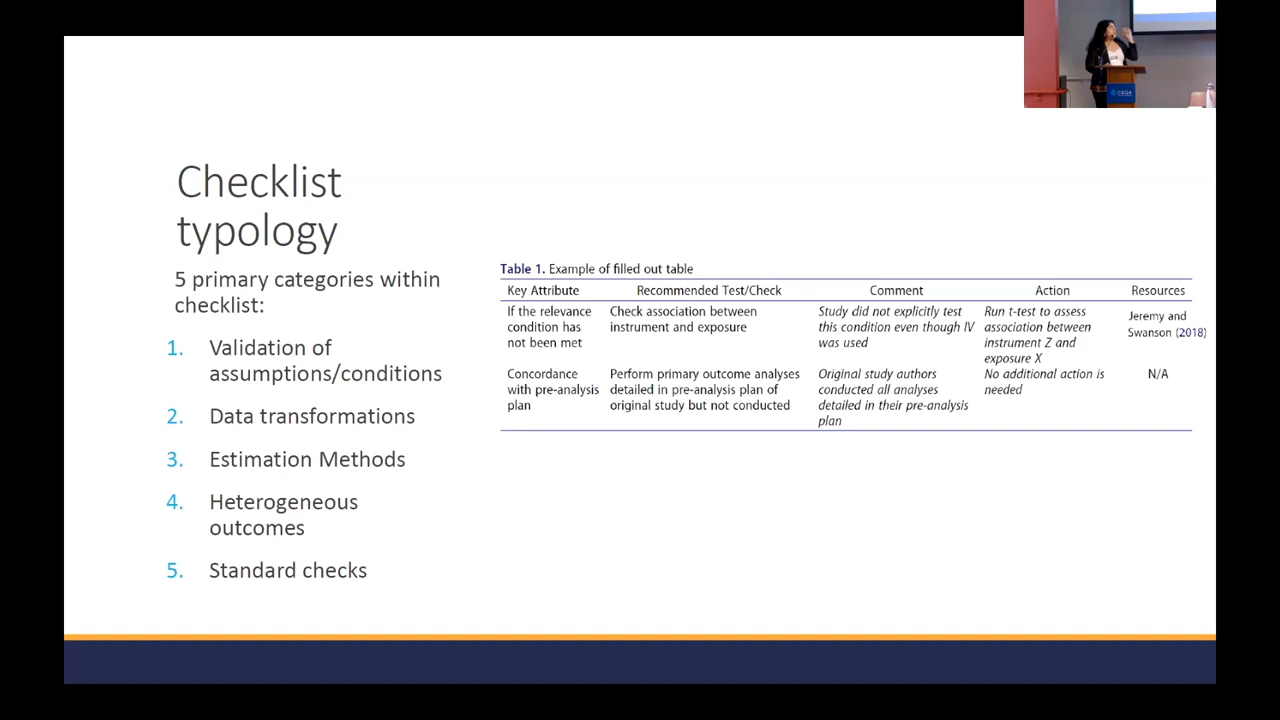 CEGA
Checklist
typology
5 primary categories within
checklist:
1. Validation of
assumptions/conditions
2. Data transformations
3. Estimation Methods
4. Heterogeneous
outcomes
5. Standard checks
Table 1. Example of filled out table
Key Attribute Recommended Test/Check Comment Action Resources
If the relevance Check association between Study did not explicitly test Run t-test to assess Jeremy and
condition has instrument and exposure this condition even though IV association between Swanson (2018)
not been met was used instrument Z and
exposure X
Concordance Perform primary outcome analyses Original study authors No additional action is N/A
with pre-analysis detailed in pre-analysis plan of conducted all analyses needed
plan original study but not conducted detailed in their pre-analysis
plan